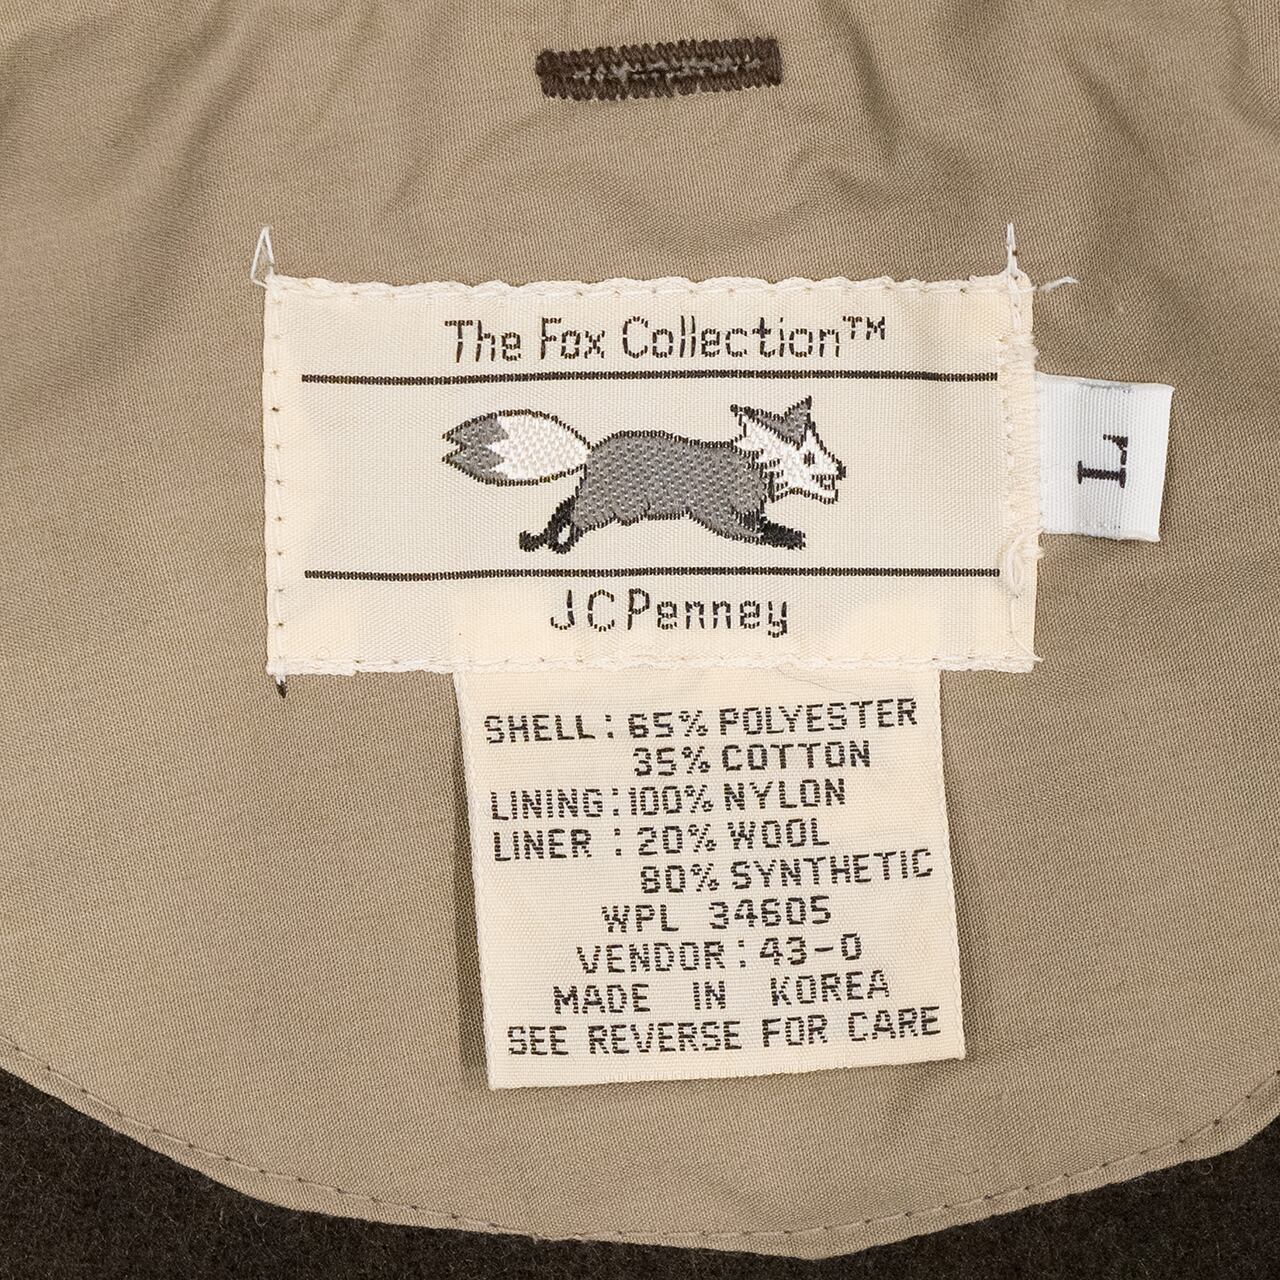 The Fox Collection™
JCPenney
L
SHELL: 65% POLYESTER
35% COTTON
LINING: 100% NYLON
LINER : 20% WOOL
80% SYNTHETIC
WPL 34605
VENDOR: 43-0
MADE IN KOREA
SEE REVERSE FOR CARE